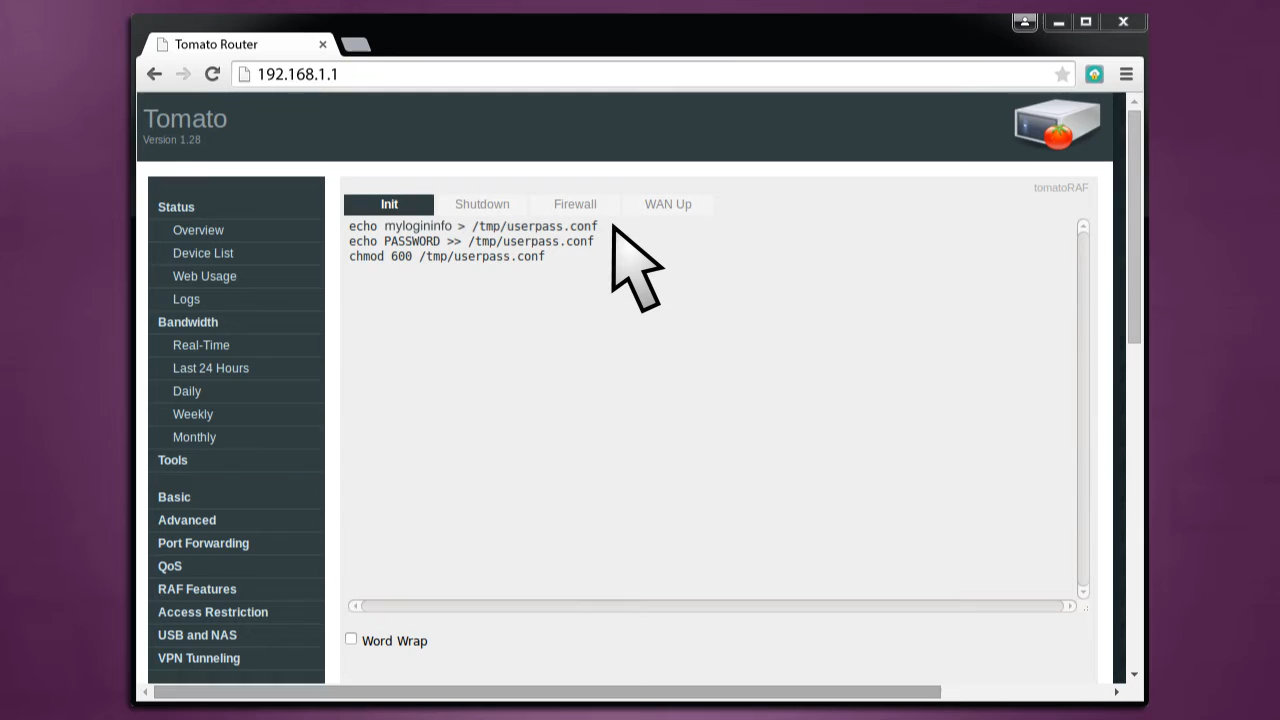 Tomato Router
192.168.1.1
Tomato
Version 1.28
tomatoRAF
Status
Overview
Device List
Web Usage
Logs
Bandwidth
Real-Time
Last 24 Hours
Daily
Weekly
Monthly
Tools
Basic
Advanced
Port Forwarding
QoS
RAF Features
Access Restriction
USB and NAS
VPN Tunneling
Init Shutdown Firewall WAN Up
echo mylogininfo > /tmp/userpass.conf
echo PASSWORD >> /tmp/userpass.conf
chmod 600 /tmp/userpass.conf
Word Wrap